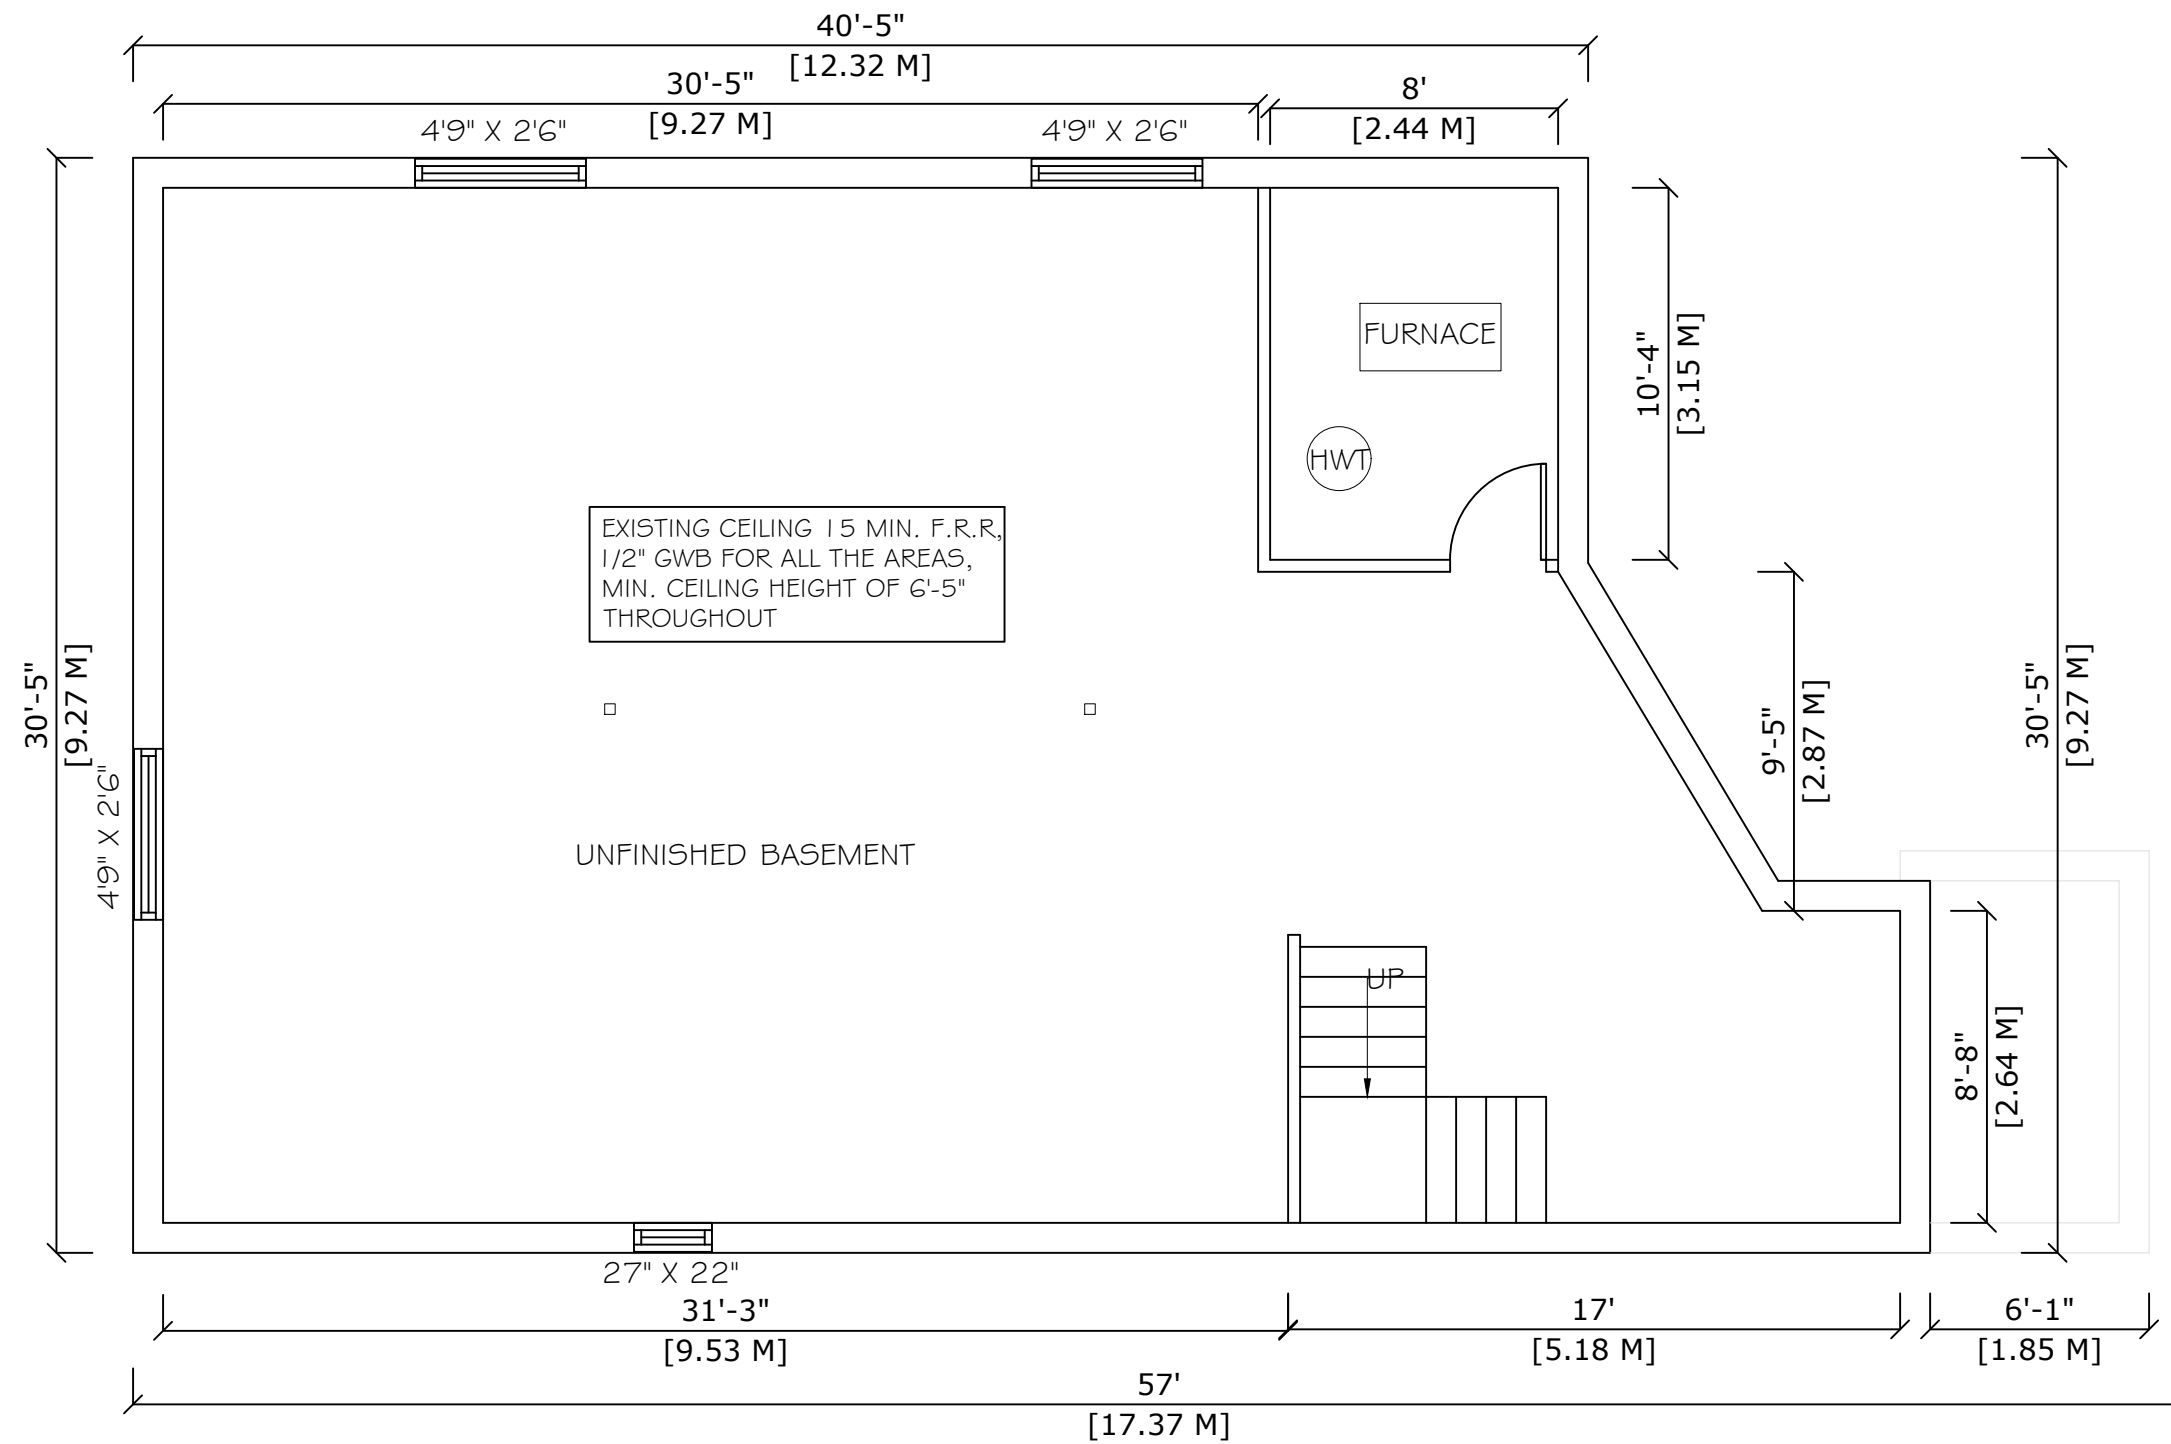 40'-5"
[12.32 M]
30'-5"
[9.27 M]
8'
[2.44 M]
4'9" X 2'6"
4'9" X 2'6"
FURNACE
10'-4"
[3.15 M]
HWT
EXISTING CEILING 15 MIN. F.R.R,
1/2" GWB FOR ALL THE AREAS,
MIN. CEILING HEIGHT OF 6'-5"
THROUGHOUT
30'-5"
[9.27 M]
4'9" X 2'6"
9'-5"
[2.87 M]
30'-5"
[9.27 M]
UNFINISHED BASEMENT
UP
8'-8"
[2.64 M]
27" X 22"
31'-3"
[9.53 M]
17'
[5.18 M]
6'-1"
[1.85 M]
57'
[17.37 M]